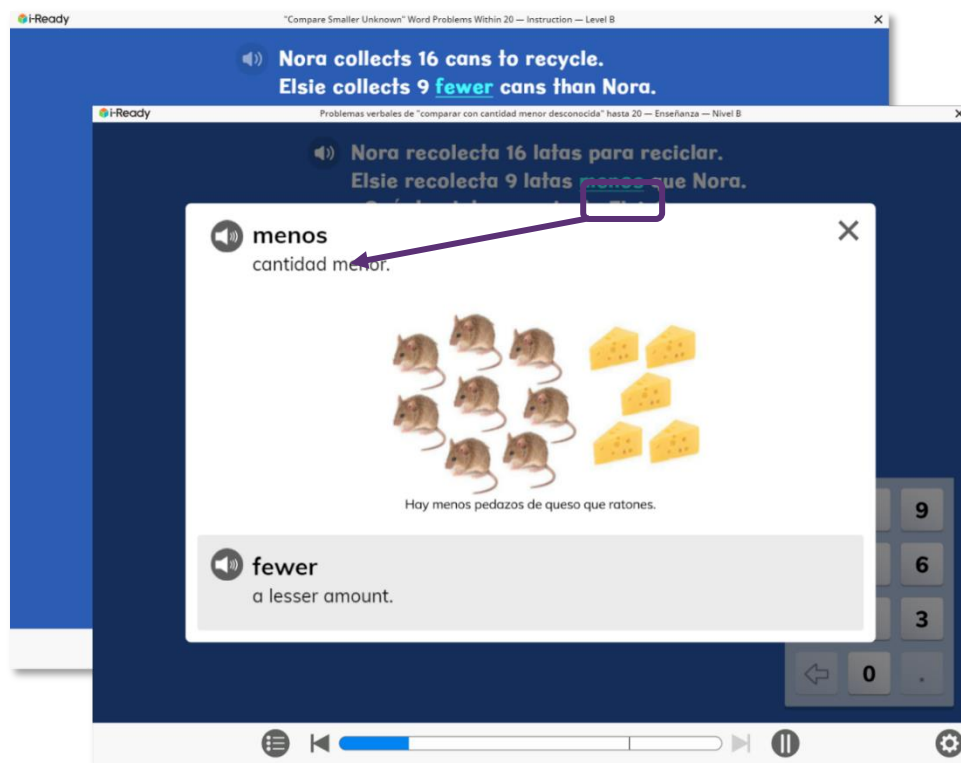 i-Ready
"Compare Smaller Unknown" Word Problems Within 20 — Instruction — Level B
Nora collects 16 cans to recycle.
Elsie collects 9 fewer cans than Nora.
i-Ready
Problemas verbales de "comparar con cantidad menor desconocida" hasta 20 — Enseñanza — Nivel B
Nora recolecta 16 latas para reciclar.
Elsie recolecta 9 latas menos que Nora.
menos
cantidad menor.
Hay menos pedazos de queso que ratones.
fewer
a lesser amount.
9
6
3
0 .